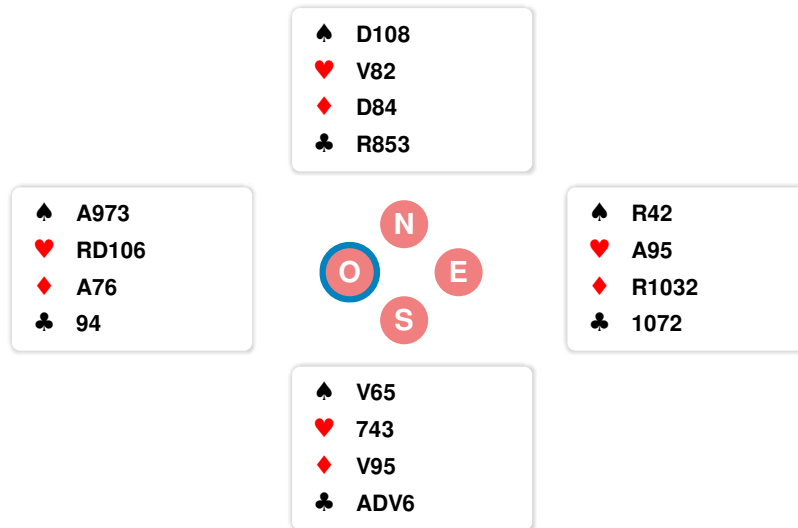 ♠ D108
♥ V82
♦ D84
♣ R853
♠ A973
♥ RD106
♦ A76
♣ 94
N
O E
S
♠ R42
♥ A95
♦ R1032
♣ 1072
♠ V65
♥ 743
♦ V95
♣ ADV6